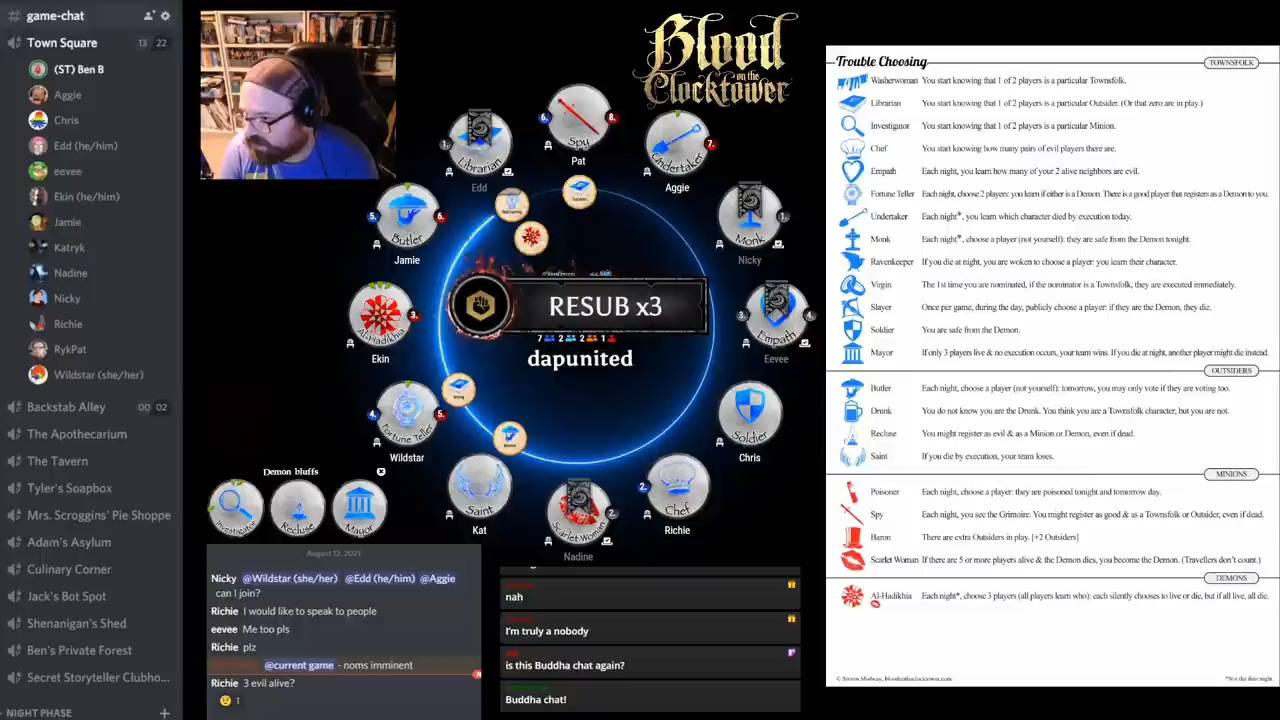 game-chat
Town Square 13 22
(ST) Ben B
Aggie
Chris
Edd (he/him)
eevee
Ekin (he/him)
Jamie
Katryk
Nadine
Nicky
Richie
RykPat
Wildstar (she/her)
Backstab Alley 00 02
The Apothecarium
The Tavern
Tyler's Soapbox
Mrs. Scroggins' Pie Shoppe
Adam's Asylum
Culinary Corner
Jack's Bot Spot
Shenanigan's Shed
Ben's Private Forest
Secret Storyteller Clubho...
NIGHT PHASE
Blood
on the
Clocktower
Librarian
Edd
Spy
Pat
Undertaker
Aggie
Monk
Nicky
Empath
Eevee
Soldier
Chris
Chef
Richie
Scarlet Woman
Nadine
Saint
Kat
Fortune Teller
Wildstar
Al-Hadikhia
Ekin
Butler
Jamie
RESUB x3
7 2 2 1
dapunited
Demon bluffs
Investigator
Recluse
Mayor
August 12, 2021
Nicky @Wildstar (she/her) @Edd (he/him) @Aggie
can I join?
Richie I would like to speak to people
eevee Me too pls
Richie plz
@current game - noms imminent
Richie 3 evil alive?
1
nah
I'm truly a nobody
is this Buddha chat again?
Buddha chat!
Trouble Choosing
TOWNSFOLK
Washerwoman You start knowing that 1 of 2 players is a particular Townsfolk.
Librarian You start knowing that 1 of 2 players is a particular Outsider. (Or that zero are in play.)
Investigator You start knowing that 1 of 2 players is a particular Minion.
Chef You start knowing how many pairs of evil players there are.
Empath Each night, you learn how many of your 2 alive neighbors are evil.
Fortune Teller Each night, choose 2 players: you learn if either is a Demon. There is a good player that registers as a Demon to you.
Undertaker Each night*, you learn which character died by execution today.
Monk Each night*, choose a player (not yourself): they are safe from the Demon tonight.
Ravenkeeper If you die at night, you are woken to choose a player: you learn their character.
Virgin The 1st time you are nominated, if the nominator is a Townsfolk, they are executed immediately.
Slayer Once per game, during the day, publicly choose a player: if they are the Demon, they die.
Soldier You are safe from the Demon.
Mayor If only 3 players live & no execution occurs, your team wins. If you die at night, another player might die instead.
OUTSIDERS
Butler Each night, choose a player (not yourself): tomorrow, you may only vote if they are voting too.
Drunk You do not know you are the Drunk. You think you are a Townsfolk character, but you are not.
Recluse You might register as evil & as a Minion or Demon, even if dead.
Saint If you die by execution, your team loses.
MINIONS
Poisoner Each night, choose a player: they are poisoned tonight and tomorrow day.
Spy Each night, you see the Grimoire. You might register as good & as a Townsfolk or Outsider, even if dead.
Baron There are extra Outsiders in play. [+2 Outsiders]
Scarlet Woman If there are 5 or more players alive & the Demon dies, you become the Demon. (Travellers don't count.)
DEMONS
Al-Hadikhia Each night*, choose 3 players (all players learn who): each silently chooses to live or die, but if all live, all die.
© Steven Medway, bloodontheclocktower.com
*Not the first night